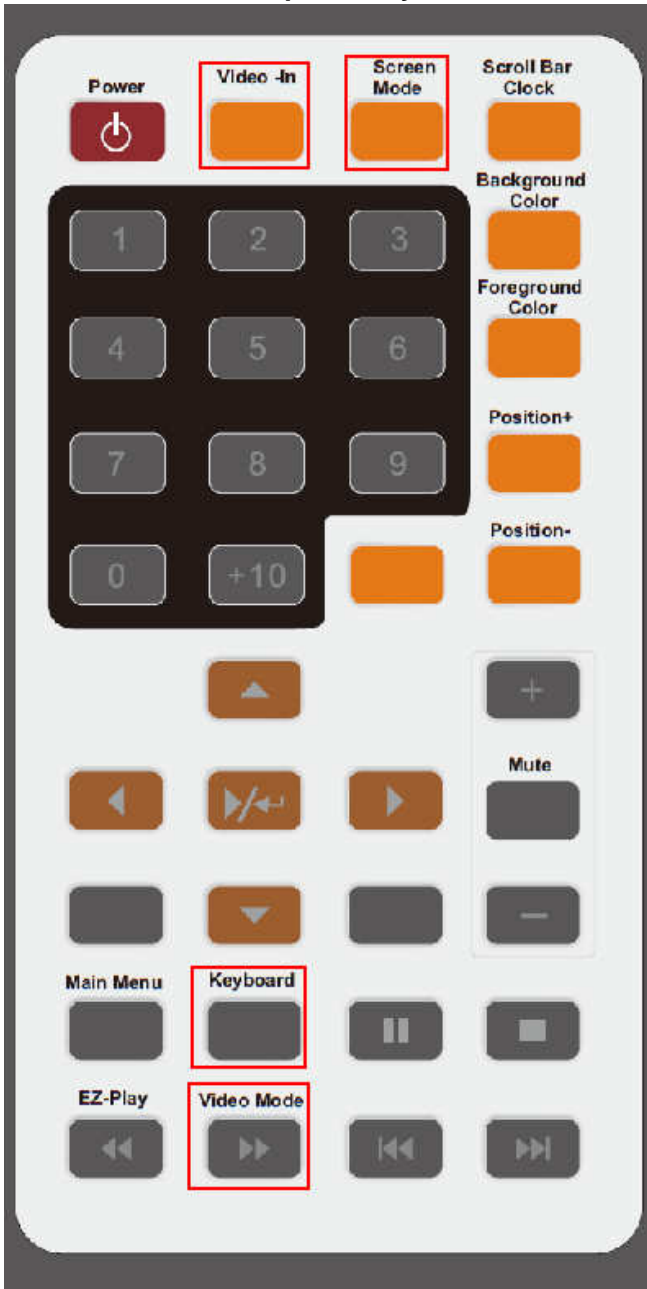 Power
Video -In
Screen
Mode
Scroll Bar
Clock
Background
Color
1
2
3
Foreground
Color
4
5
6
Position+
7
8
9
Position-
0
+10
+
Mute
−
Main Menu
Keyboard
EZ-Play
Video Mode